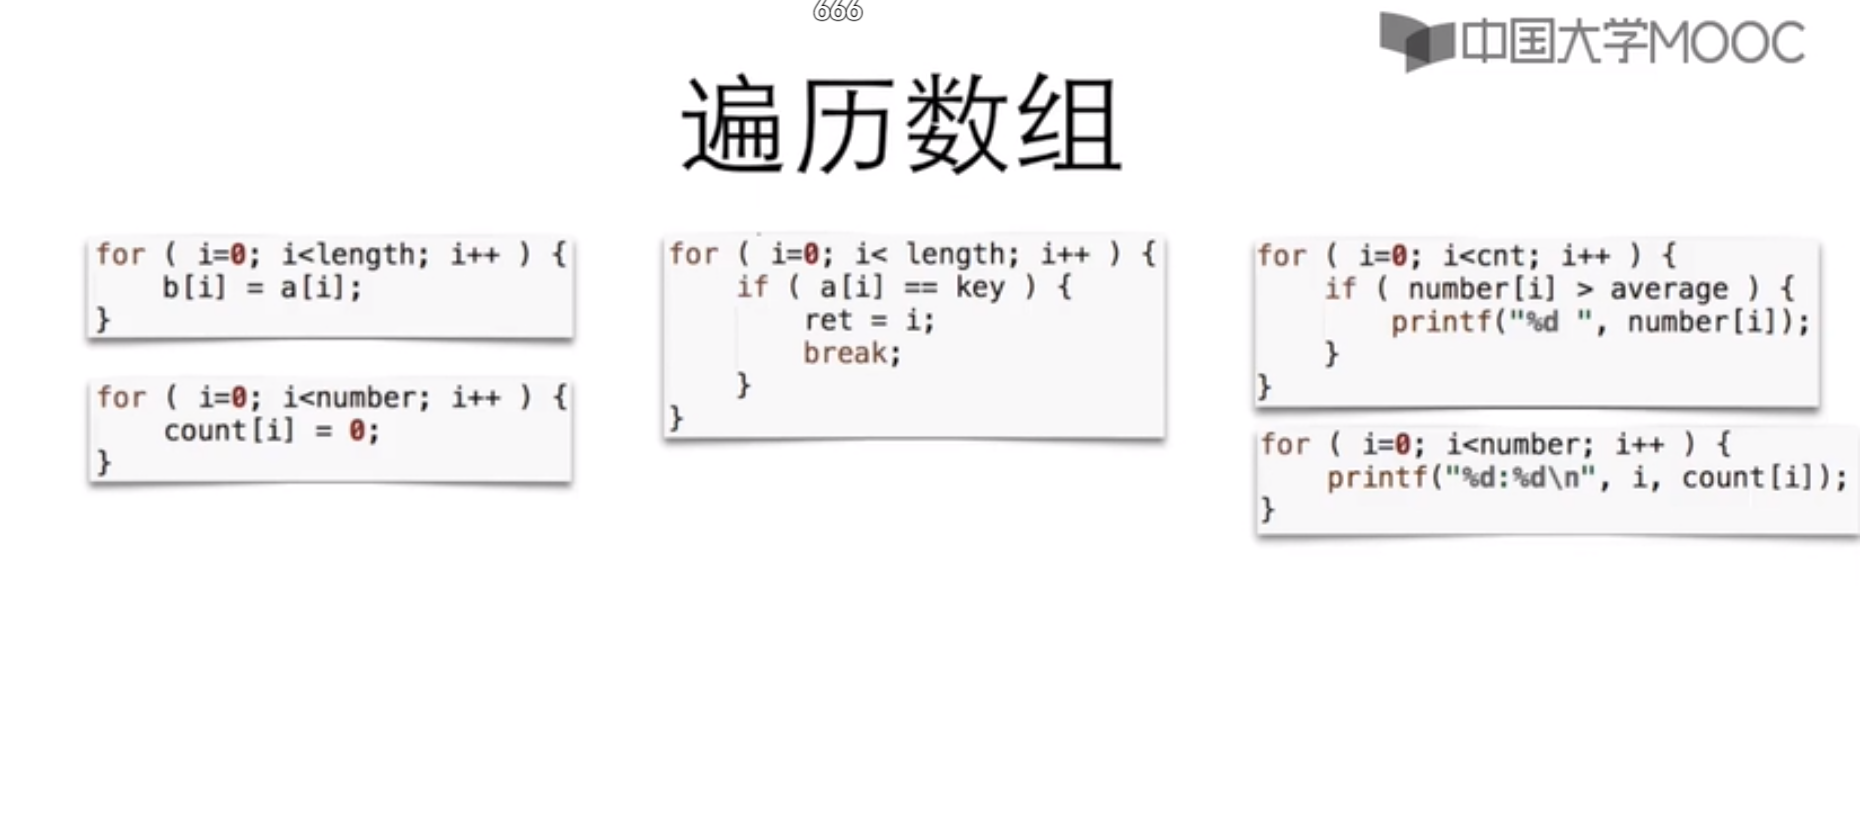 666
中国大学MOOC
遍历数组
for ( i=0; i<length; i++ ) {
    b[i] = a[i];
}
for ( i=0; i<number; i++ ) {
    count[i] = 0;
}
for ( i=0; i< length; i++ ) {
    if ( a[i] == key ) {
        ret = i;
        break;
    }
}
for ( i=0; i<cnt; i++ ) {
    if ( number[i] > average ) {
        printf("%d ", number[i]);
    }
}
for ( i=0; i<number; i++ ) {
    printf("%d:%d\n", i, count[i]);
}